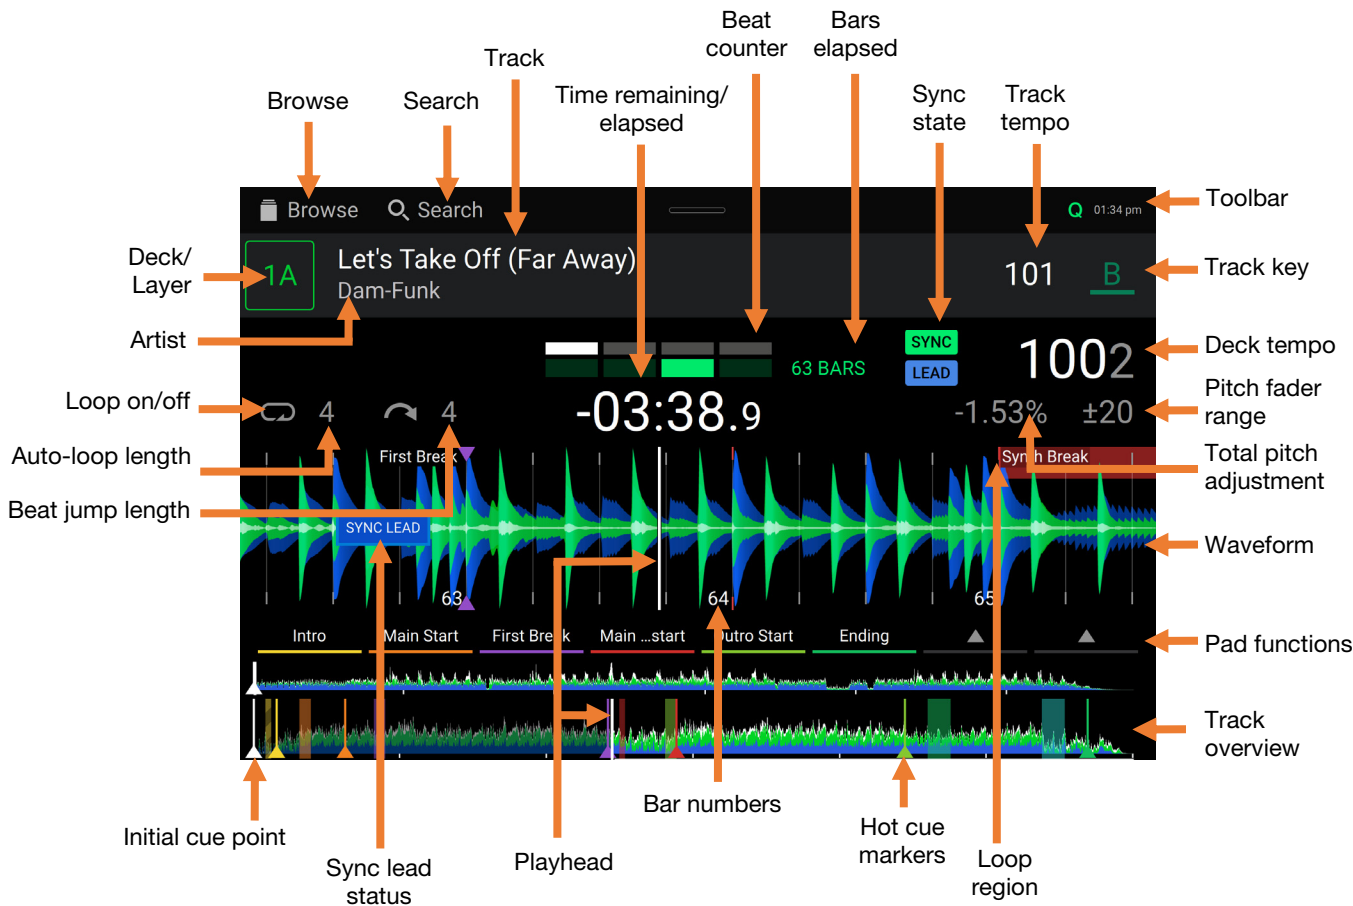 Beat
counter
Bars
elapsed
Track
Browse
Search
Time remaining/
elapsed
Sync
state
Track
tempo
Browse
Search
Q
01:34 pm
Toolbar
Deck/
Layer
1A
Let's Take Off (Far Away)
Dam-Funk
101
B
Track key
Artist
63 BARS
SYNC
LEAD
1002
Deck tempo
Loop on/off
4
4
-03:38.9
-1.53%
±20
Pitch fader
range
Auto-loop length
First Break
Synth Break
Total pitch
adjustment
Beat jump length
SYNC LEAD
Waveform
63
64
65
Intro
Main Start
First Break
Main ...start
Outro Start
Ending
Pad functions
Track
overview
Initial cue point
Sync lead
status
Playhead
Bar numbers
Hot cue
markers
Loop
region